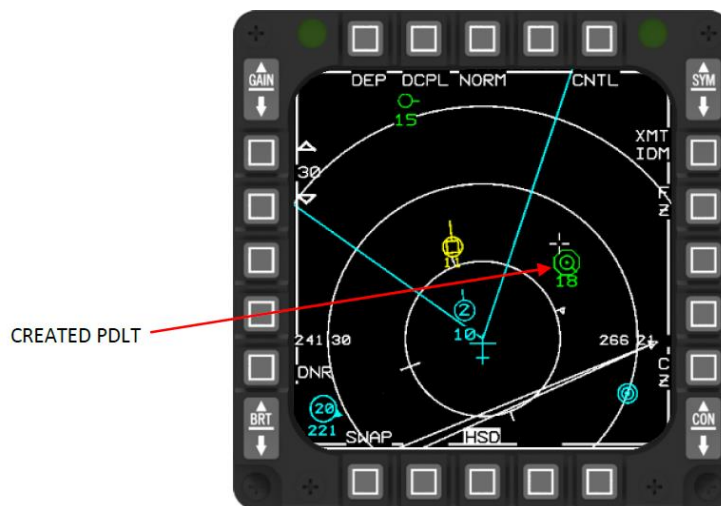 DEP DCPL NORM CNTL
GAIN
SYM
15
XMT
IDM
30
F
Z
18
2
CREATED PDLT
10
241 30
266 21
DNR
C
Z
20
221
BRT
CON
SWAP HSD